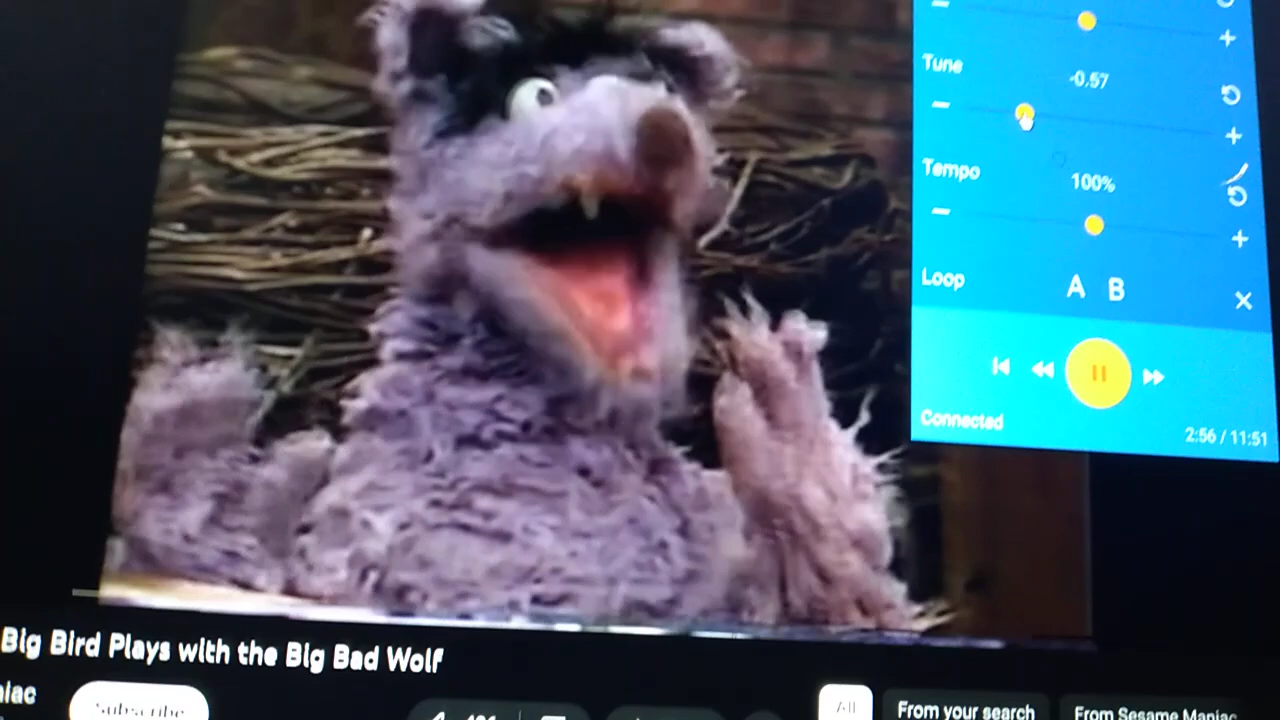 Tune
-0.57
Tempo
100%
Loop A B
Connected
2:56 / 11:51
Big Bird Plays with the Big Bad Wolf
Subscribe
All
From your search
From Sesame Maniac